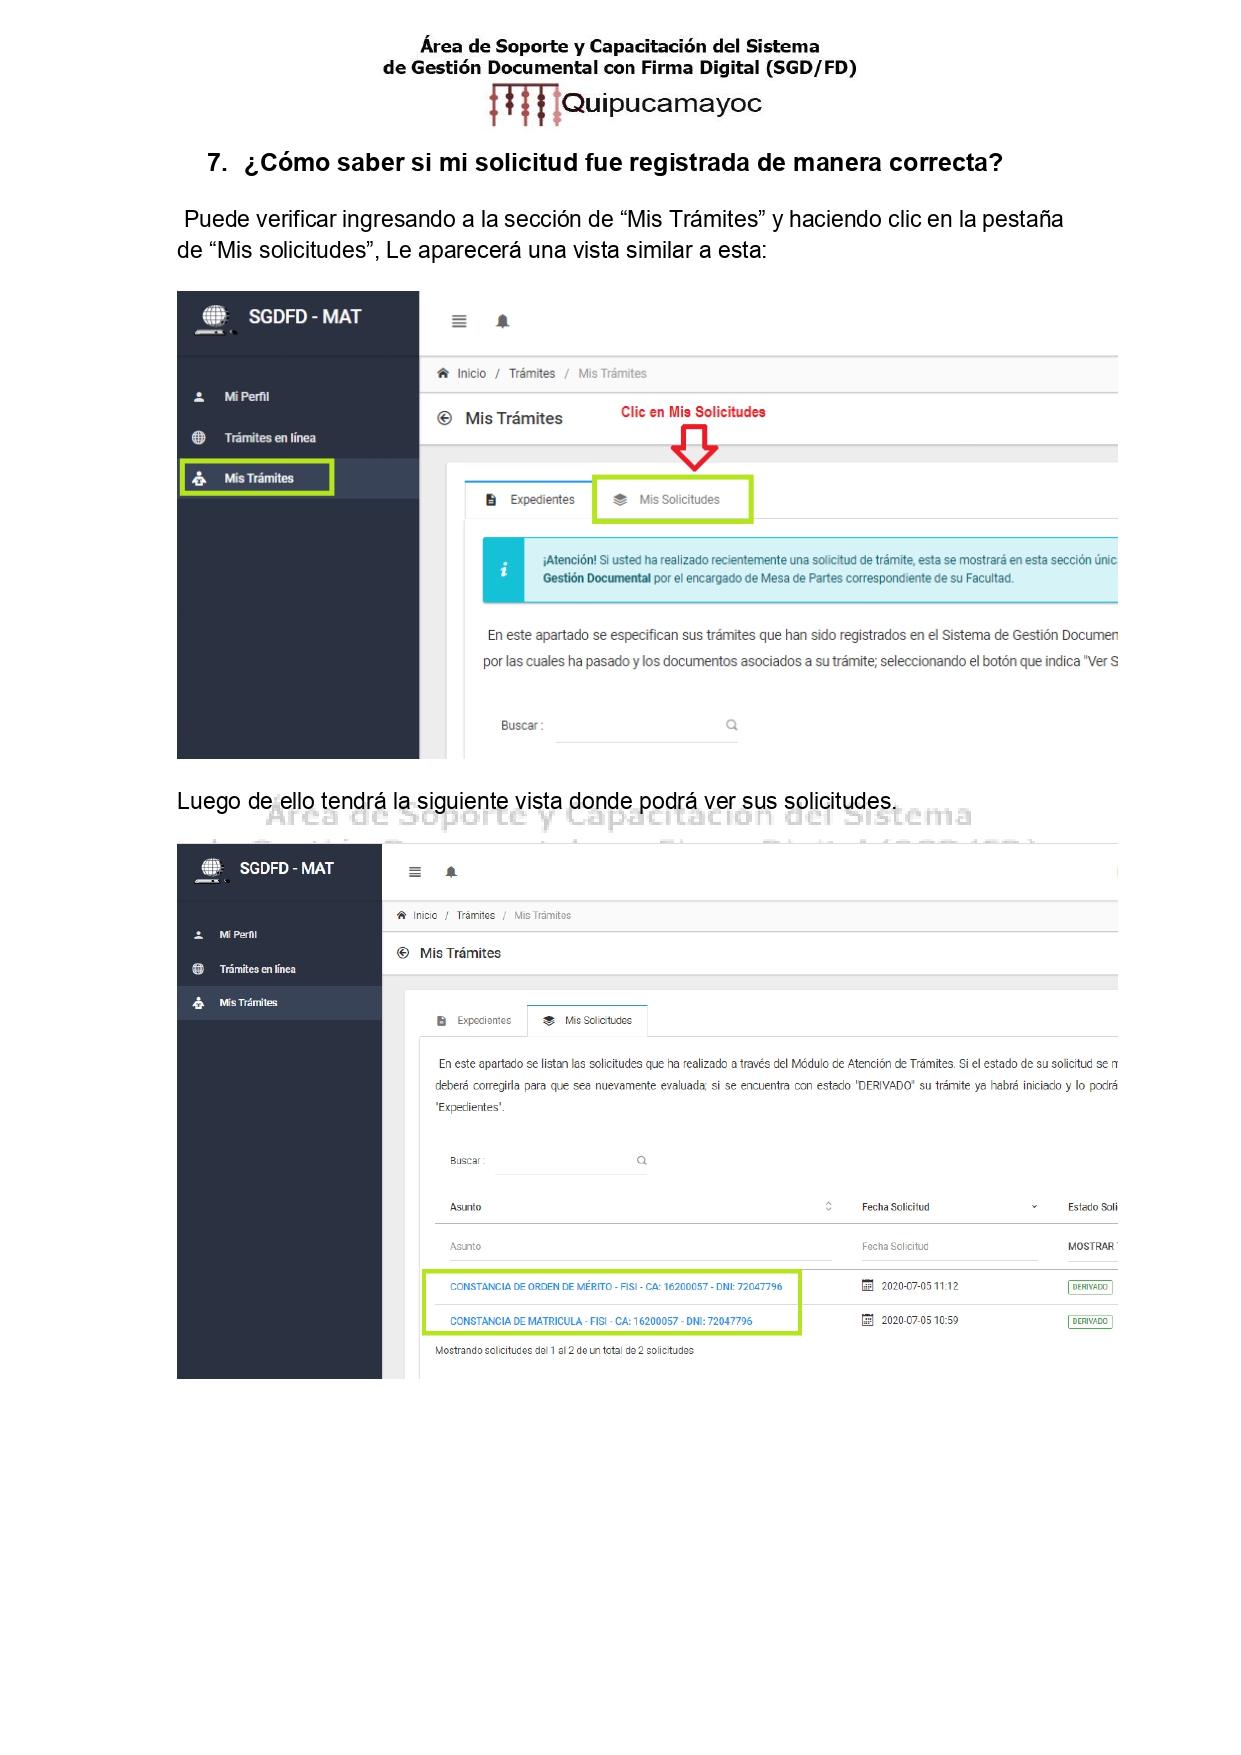 Área de Soporte y Capacitación del Sistema
de Gestión Documental con Firma Digital (SGD/FD)
Quipucamayoc
7. ¿Cómo saber si mi solicitud fue registrada de manera correcta?
Puede verificar ingresando a la sección de “Mis Trámites” y haciendo clic en la pestaña
de “Mis solicitudes”, Le aparecerá una vista similar a esta:
SGDFD - MAT
Inicio / Trámites / Mis Trámites
Mi Perfil
Mis Trámites
Clic en Mis Solicitudes
Trámites en línea
Mis Trámites
Expedientes
Mis Solicitudes
¡Atención! Si usted ha realizado recientemente una solicitud de trámite, esta se mostrará en esta sección únic
Gestión Documental por el encargado de Mesa de Partes correspondiente de su Facultad.
En este apartado se especifican sus trámites que han sido registrados en el Sistema de Gestión Documen
por las cuales ha pasado y los documentos asociados a su trámite; seleccionando el botón que indica "Ver S
Buscar :
Luego de ello tendrá la siguiente vista donde podrá ver sus solicitudes.
Área de Soporte y Capacitación del Sistema
SGDFD - MAT
Inicio / Trámites / Mis Trámites
Mi Perfil
Mis Trámites
Trámites en línea
Mis Trámites
Expedientes
Mis Solicitudes
En este apartado se listan las solicitudes que ha realizado a través del Módulo de Atención de Trámites. Si el estado de su solicitud se m
deberá corregirla para que sea nuevamente evaluada; si se encuentra con estado "DERIVADO" su trámite ya habrá iniciado y lo podrá
"Expedientes".
Buscar :
Asunto Fecha Solicitud Estado Soli
Asunto Fecha Solicitud MOSTRAR
CONSTANCIA DE ORDEN DE MÉRITO - FISI - CA: 16200057 - DNI: 72047796 2020-07-05 11:12 DERIVADO
CONSTANCIA DE MATRICULA - FISI - CA: 16200057 - DNI: 72047796 2020-07-05 10:59 DERIVADO
Mostrando solicitudes del 1 al 2 de un total de 2 solicitudes